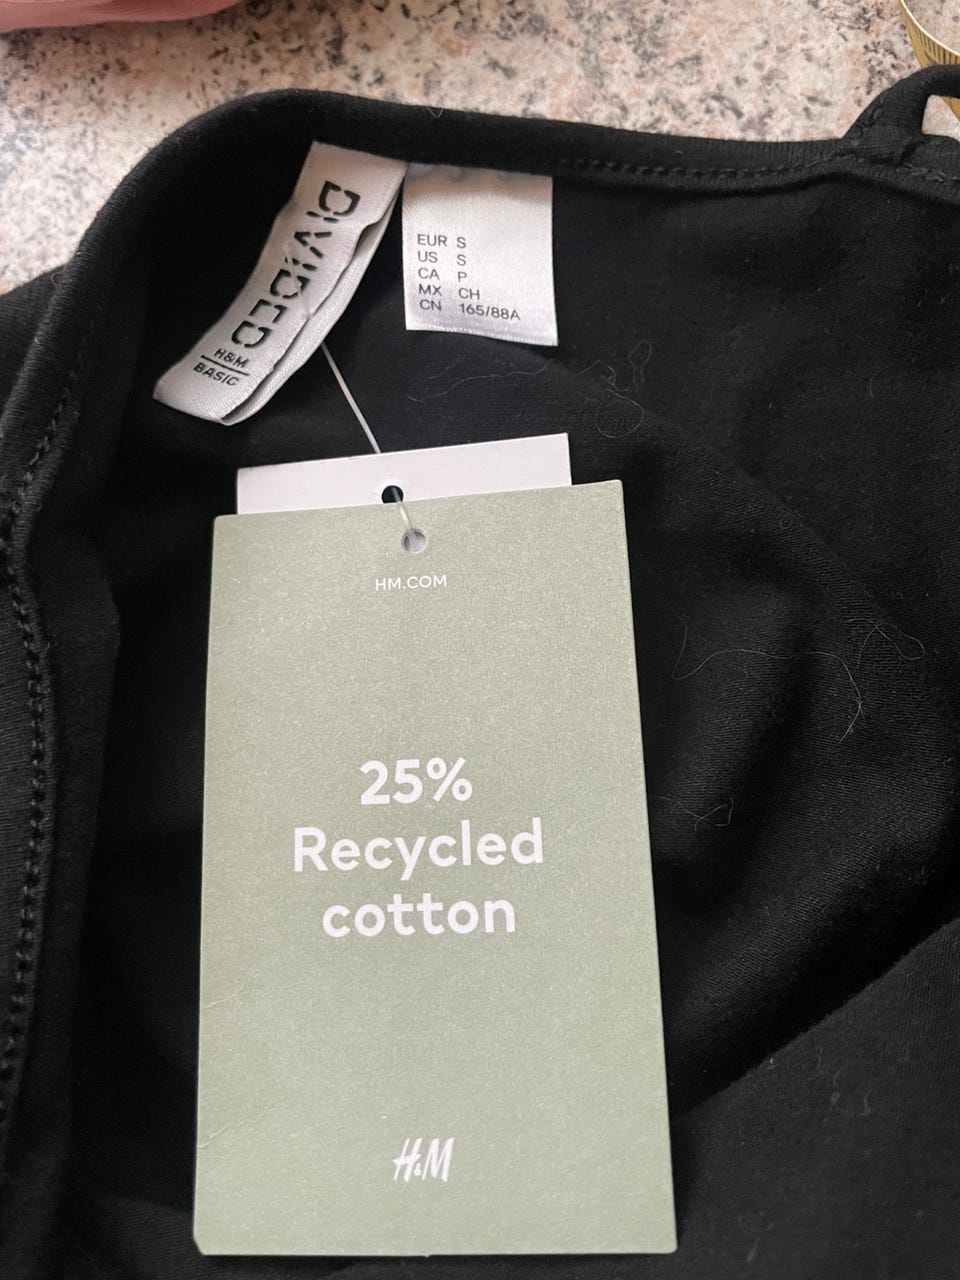 DIVIDED
H&M
BASIC
EUR S
US S
CA P
MX CH
CN 165/88A
HM.COM
25%
Recycled
cotton
H&M